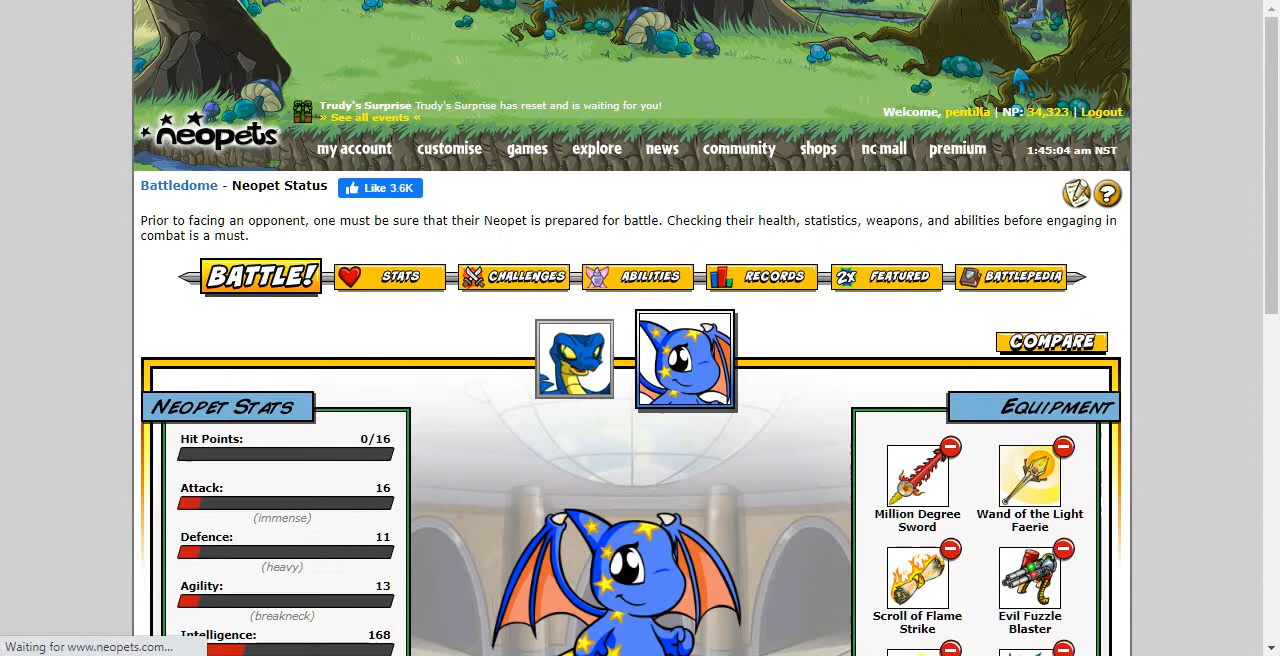 Trudy's Surprise Trudy's Surprise has reset and is waiting for you!
» See all events «
Welcome, pentilla | NP: 34,323 | Logout
neopets
my account customise games explore news community shops nc mall premium 1:45:04 am NST
Battledome - Neopet Status Like 3.6K
Prior to facing an opponent, one must be sure that their Neopet is prepared for battle. Checking their health, statistics, weapons, and abilities before engaging in
combat is a must.
BATTLE! STATS CHALLENGES ABILITIES RECORDS 2X FEATURED BATTLEPEDIA
COMPARE
NEOPET STATS
Hit Points: 0/16
Attack: 16
(immense)
Defence: 11
(heavy)
Agility: 13
(breakneck)
Intelligence: 168
EQUIPMENT
Million Degree
Sword
Wand of the Light
Faerie
Scroll of Flame
Strike
Evil Fuzzle
Blaster
Waiting for www.neopets.com...